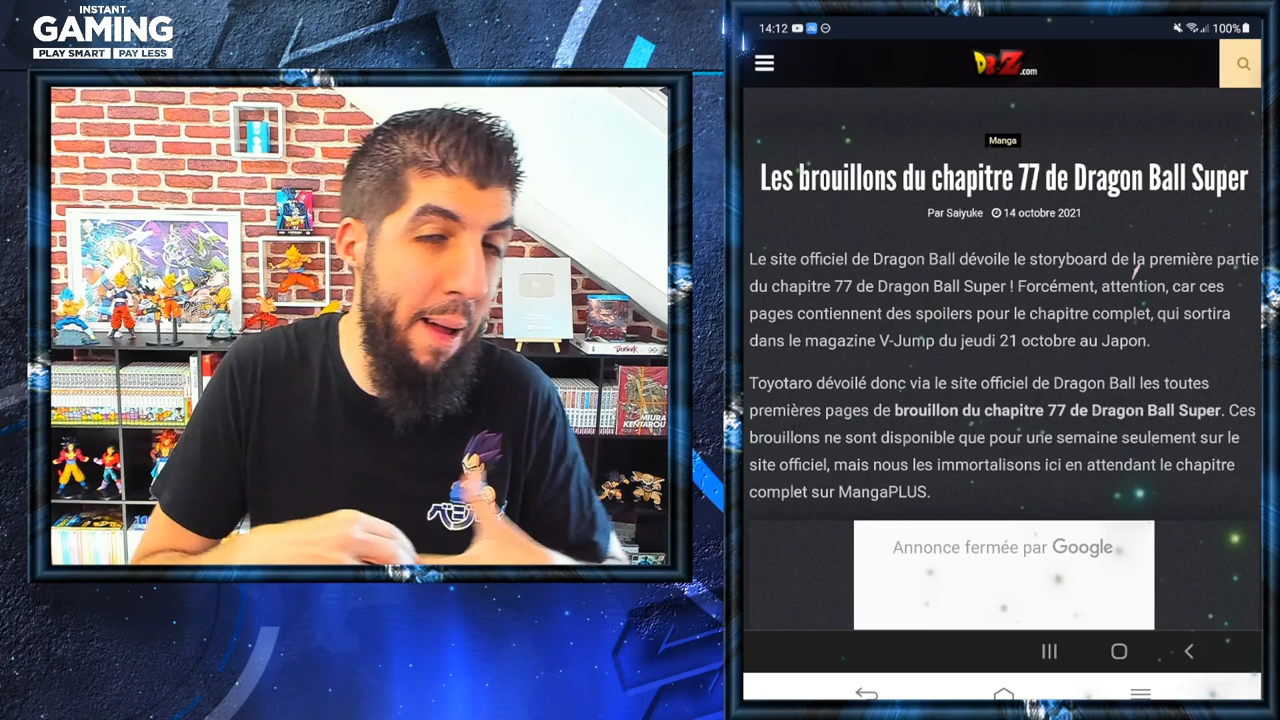 INSTANT
GAMING
PLAY SMART | PAY LESS
14:12
100%
DBZ.com
Manga
Les brouillons du chapitre 77 de Dragon Ball Super
Par Saiyuke 14 octobre 2021
Le site officiel de Dragon Ball dévoile le storyboard de la première partie
du chapitre 77 de Dragon Ball Super ! Forcément, attention, car ces
pages contiennent des spoilers pour le chapitre complet, qui sortira
dans le magazine V-Jump du jeudi 21 octobre au Japon.
Toyotaro dévoilé donc via le site officiel de Dragon Ball les toutes
premières pages de brouillon du chapitre 77 de Dragon Ball Super. Ces
brouillons ne sont disponible que pour une semaine seulement sur le
site officiel, mais nous les immortalisons ici en attendant le chapitre
complet sur MangaPLUS.
Annonce fermée par Google
BERSERK
MIURA
KENTAROU
ベジ